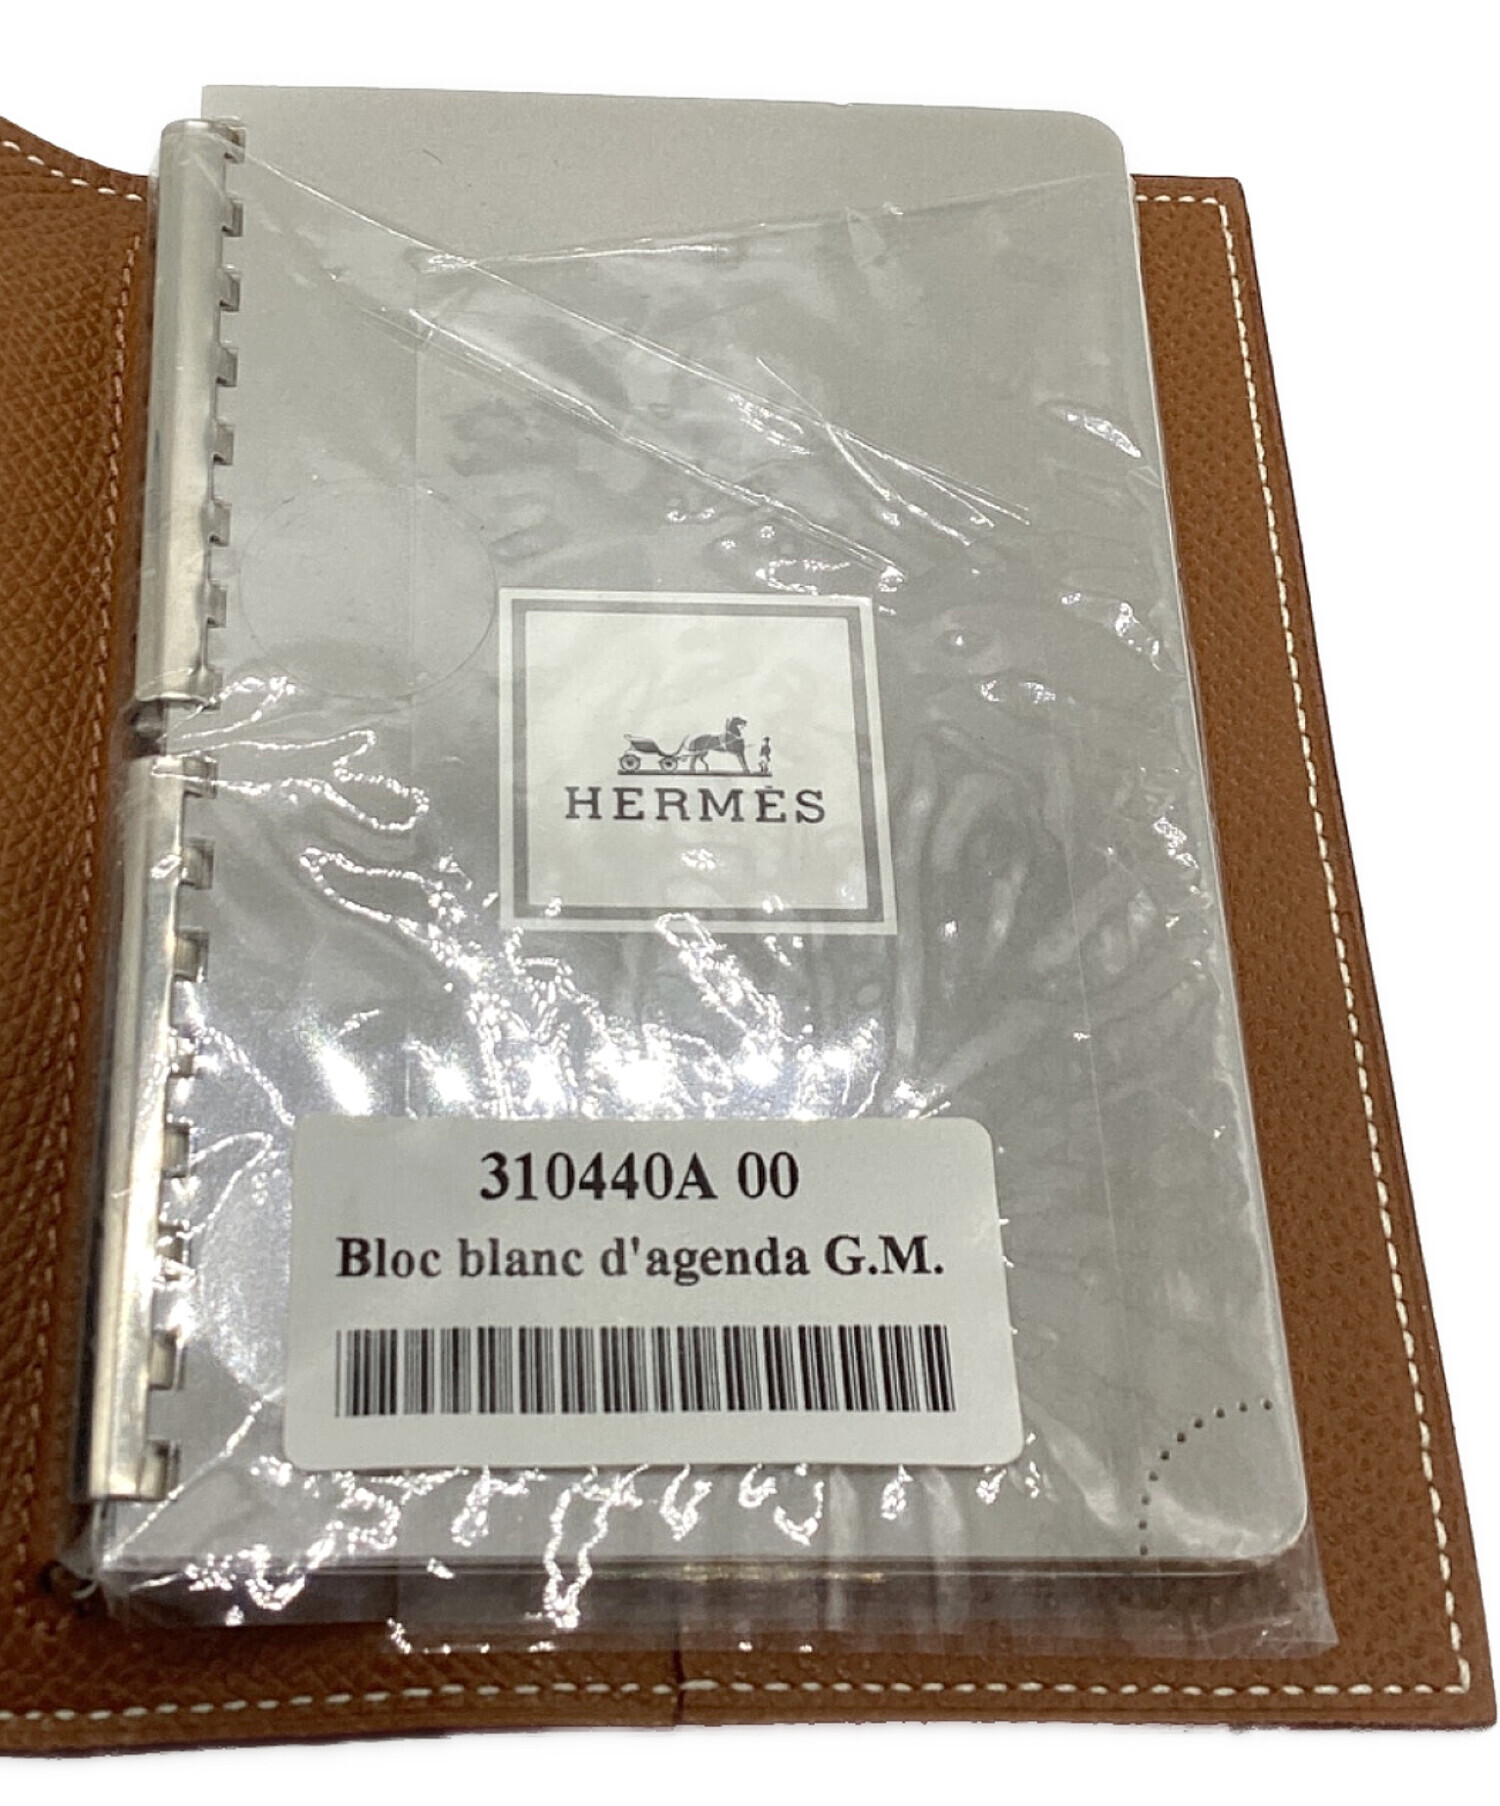 HERMÈS
310440A 00
Bloc blanc d'agenda G.M.